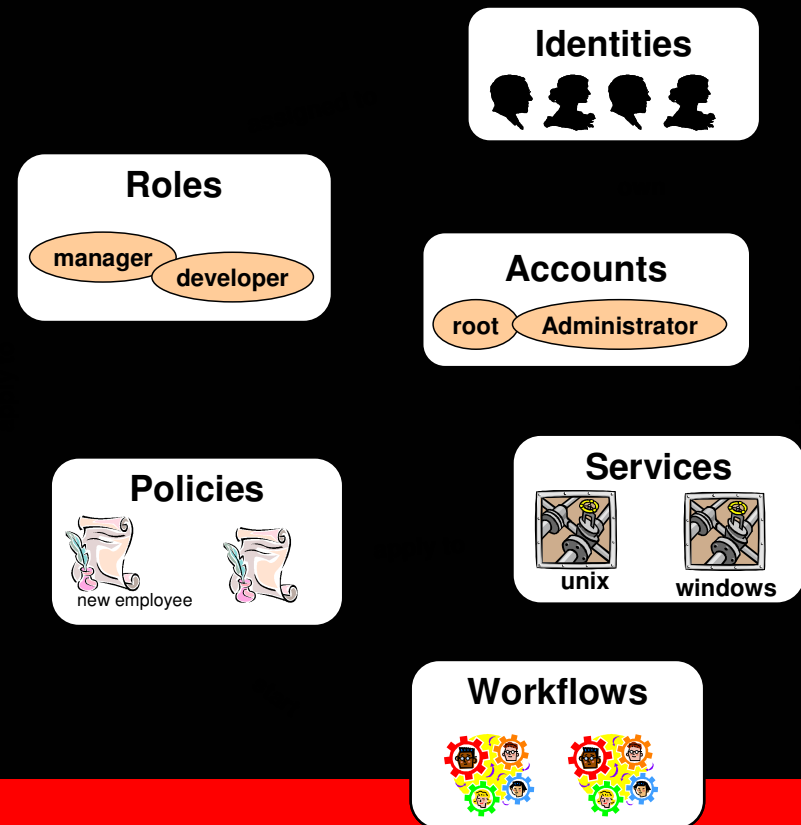 Identities
Roles
manager
developer
Accounts
root
Administrator
Services
unix
windows
Policies
new employee
Workflows